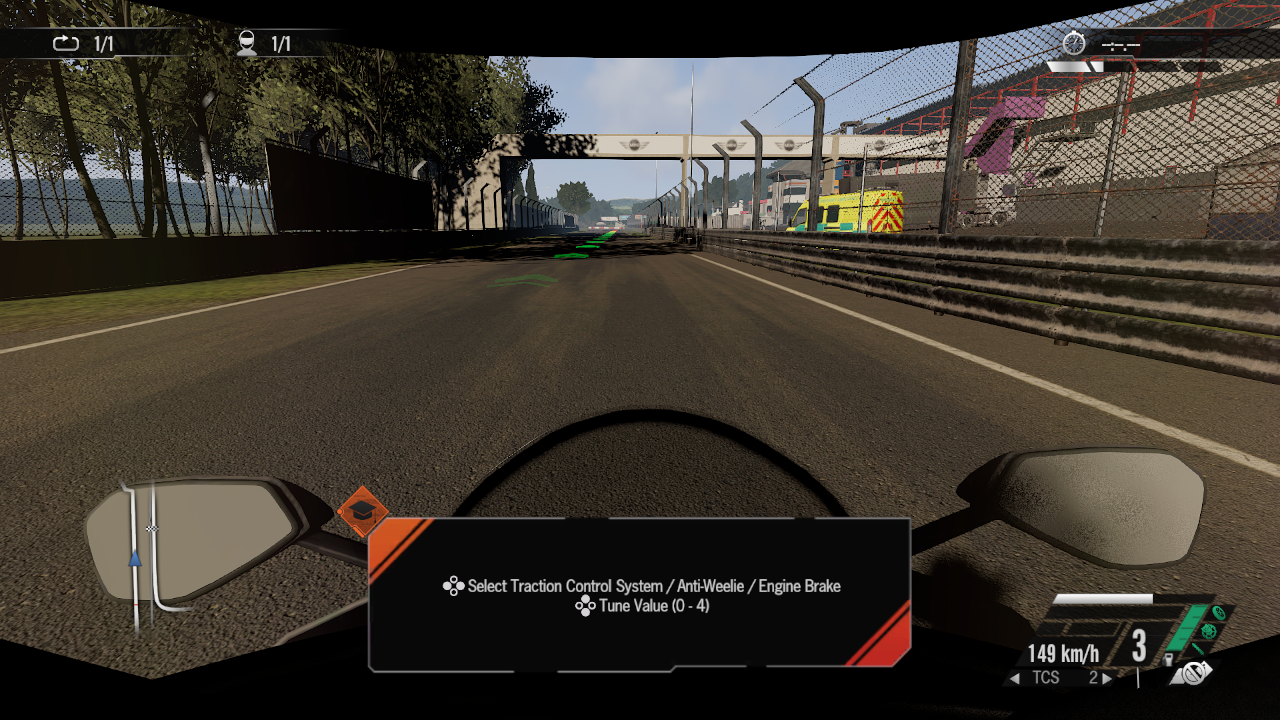 1/1
1/1
--:--.---
Select Traction Control System / Anti-Weelie / Engine Brake
Tune Value (0 - 4)
149 km/h
3
TCS 2